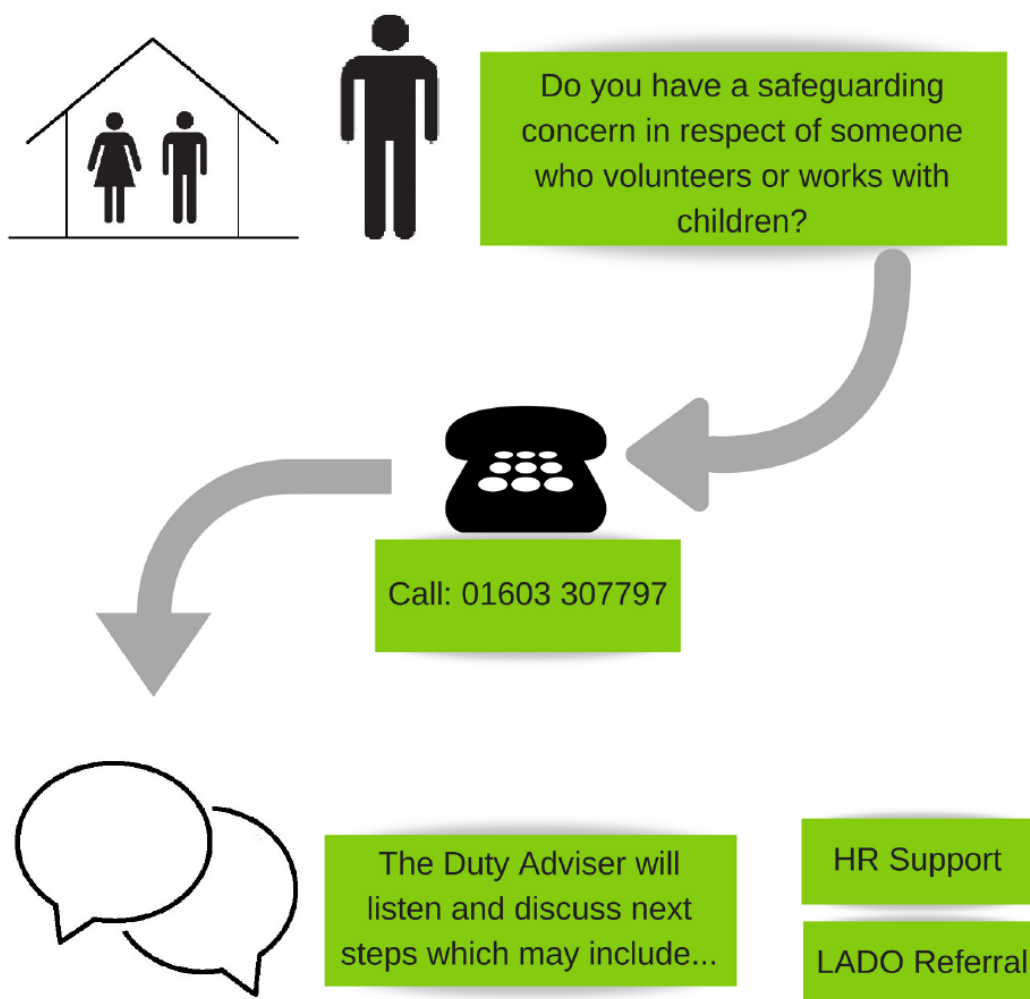 Do you have a safeguarding
concern in respect of someone
who volunteers or works with
children?
Call: 01603 307797
The Duty Adviser will
listen and discuss next
steps which may include...
HR Support
LADO Referral